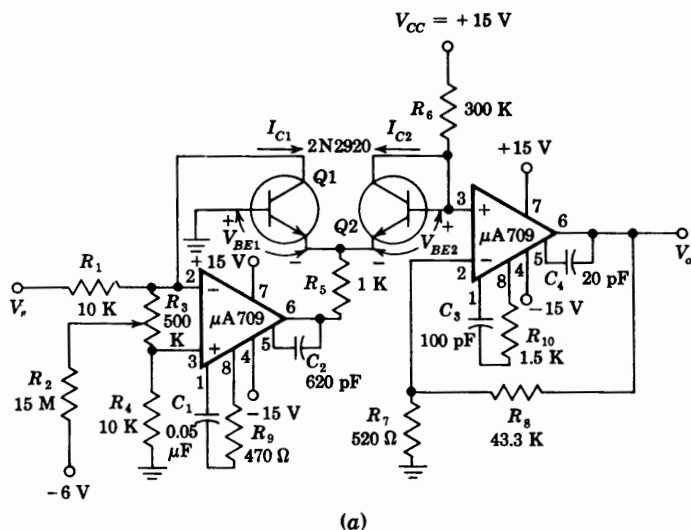 V_CC = + 15 V
R_6
300 K
I_C1
2N2920
I_C2
+15 V
Q1
Q2
3
+
7
+
V_BE1
−
−
V_BE2
+
μA709
6
V_o
2
−
1
8
4
5
C_4
20 pF
−15 V
C_3
100 pF
R_10
1.5 K
R_1
10 K
V_s
+ 15 V
2
−
7
R_5
1 K
R_3
500
K
μA709
6
3
+
1
8
4
5
C_2
620 pF
R_2
15 M
R_4
10 K
C_1
0.05
μF
−15 V
R_9
470 Ω
−6 V
R_7
520 Ω
R_8
43.3 K
(a)